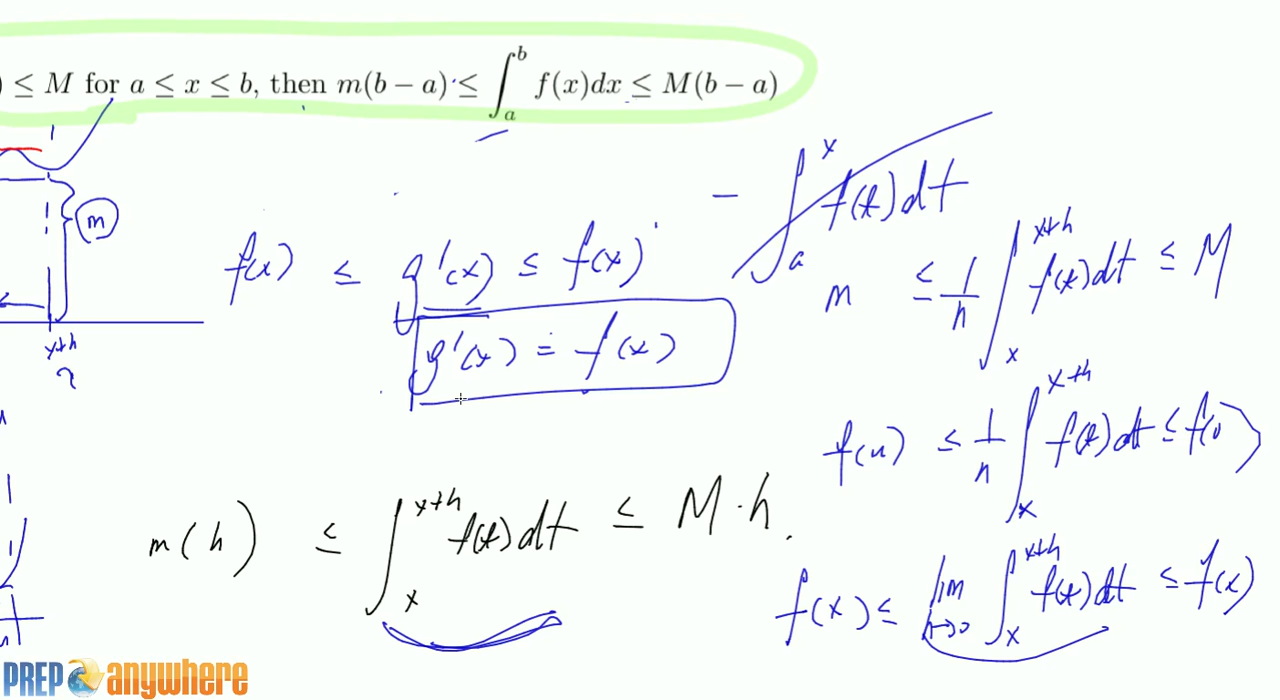 ) ≤ M for a ≤ x ≤ b, then m(b − a) ≤ ∫_a^b f(x)dx ≤ M(b − a)
m
− ∫_a^x f(t)dt
f(x) ≤ g'(x) ≤ f(x)
m ≤ 1/h ∫_x^{x+h} f(t)dt ≤ M
g'(x) = f(x)
x+h
?
f(u) ≤ 1/h ∫_x^{x+h} f(t)dt ≤ f(v)
m(h) ≤ ∫_x^{x+h} f(t)dt ≤ M·h.
f(x) ≤ lim_{h→0} ∫_x^{x+h} f(t)dt ≤ f(x)
PREP anywhere